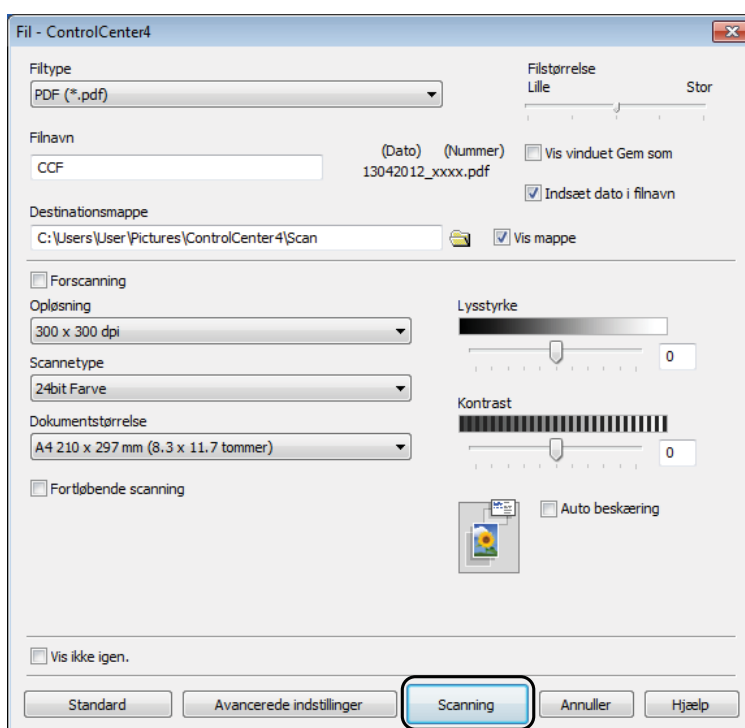 Fil - ControlCenter4
Filtype
PDF (*.pdf)
Filstørrelse
Lille Stor
Filnavn
CCF
(Dato) (Nummer)
13042012_xxxx.pdf
Vis vinduet Gem som
Indsæt dato i filnavn
Destinationsmappe
C:\Users\User\Pictures\ControlCenter4\Scan
Vis mappe
Forscanning
Opløsning
300 x 300 dpi
Scannetype
24bit Farve
Dokumentstørrelse
A4 210 x 297 mm (8.3 x 11.7 tommer)
Fortløbende scanning
Lysstyrke
0
Kontrast
0
Auto beskæring
Vis ikke igen.
Standard Avancerede indstillinger Scanning Annuller Hjælp